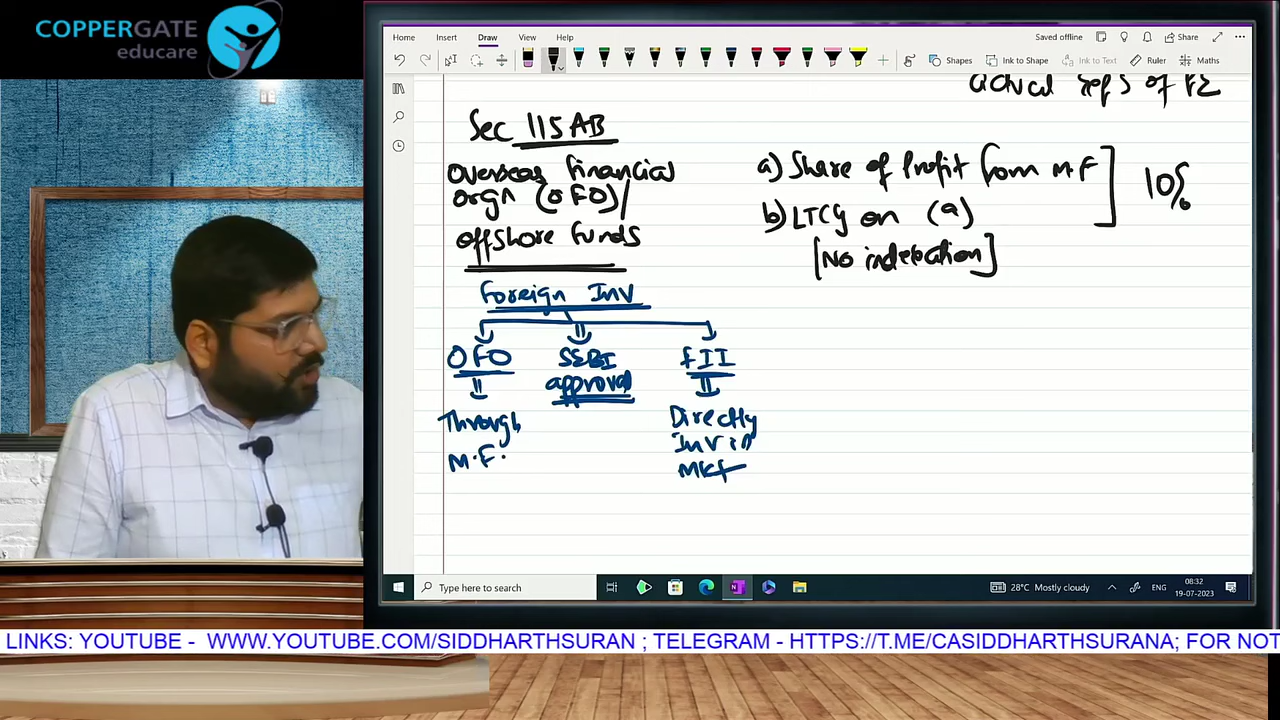 COPPERGATE
educare
Home Insert Draw View Help
Saved offline
Share
Shapes
Ink to Shape
Ink to Text
Ruler
Maths
actual
of FE
Sec 115AB
overseas financial
orgn (OFO)/
offshore funds
a) Share of Profit from M.F
b) LTCG on (a)
[No indexation]
10%
Foreign Inv
OFO
SEBI
approval
FII
Through
M.F.
Directly
Inv in
Mkt
Type here to search
28°C Mostly cloudy
ENG
08:32
19-07-2023
LINKS: YOUTUBE - WWW.YOUTUBE.COM/SIDDHARTHSURAN ; TELEGRAM - HTTPS://T.ME/CASIDDHARTHSURANA; FOR NOT